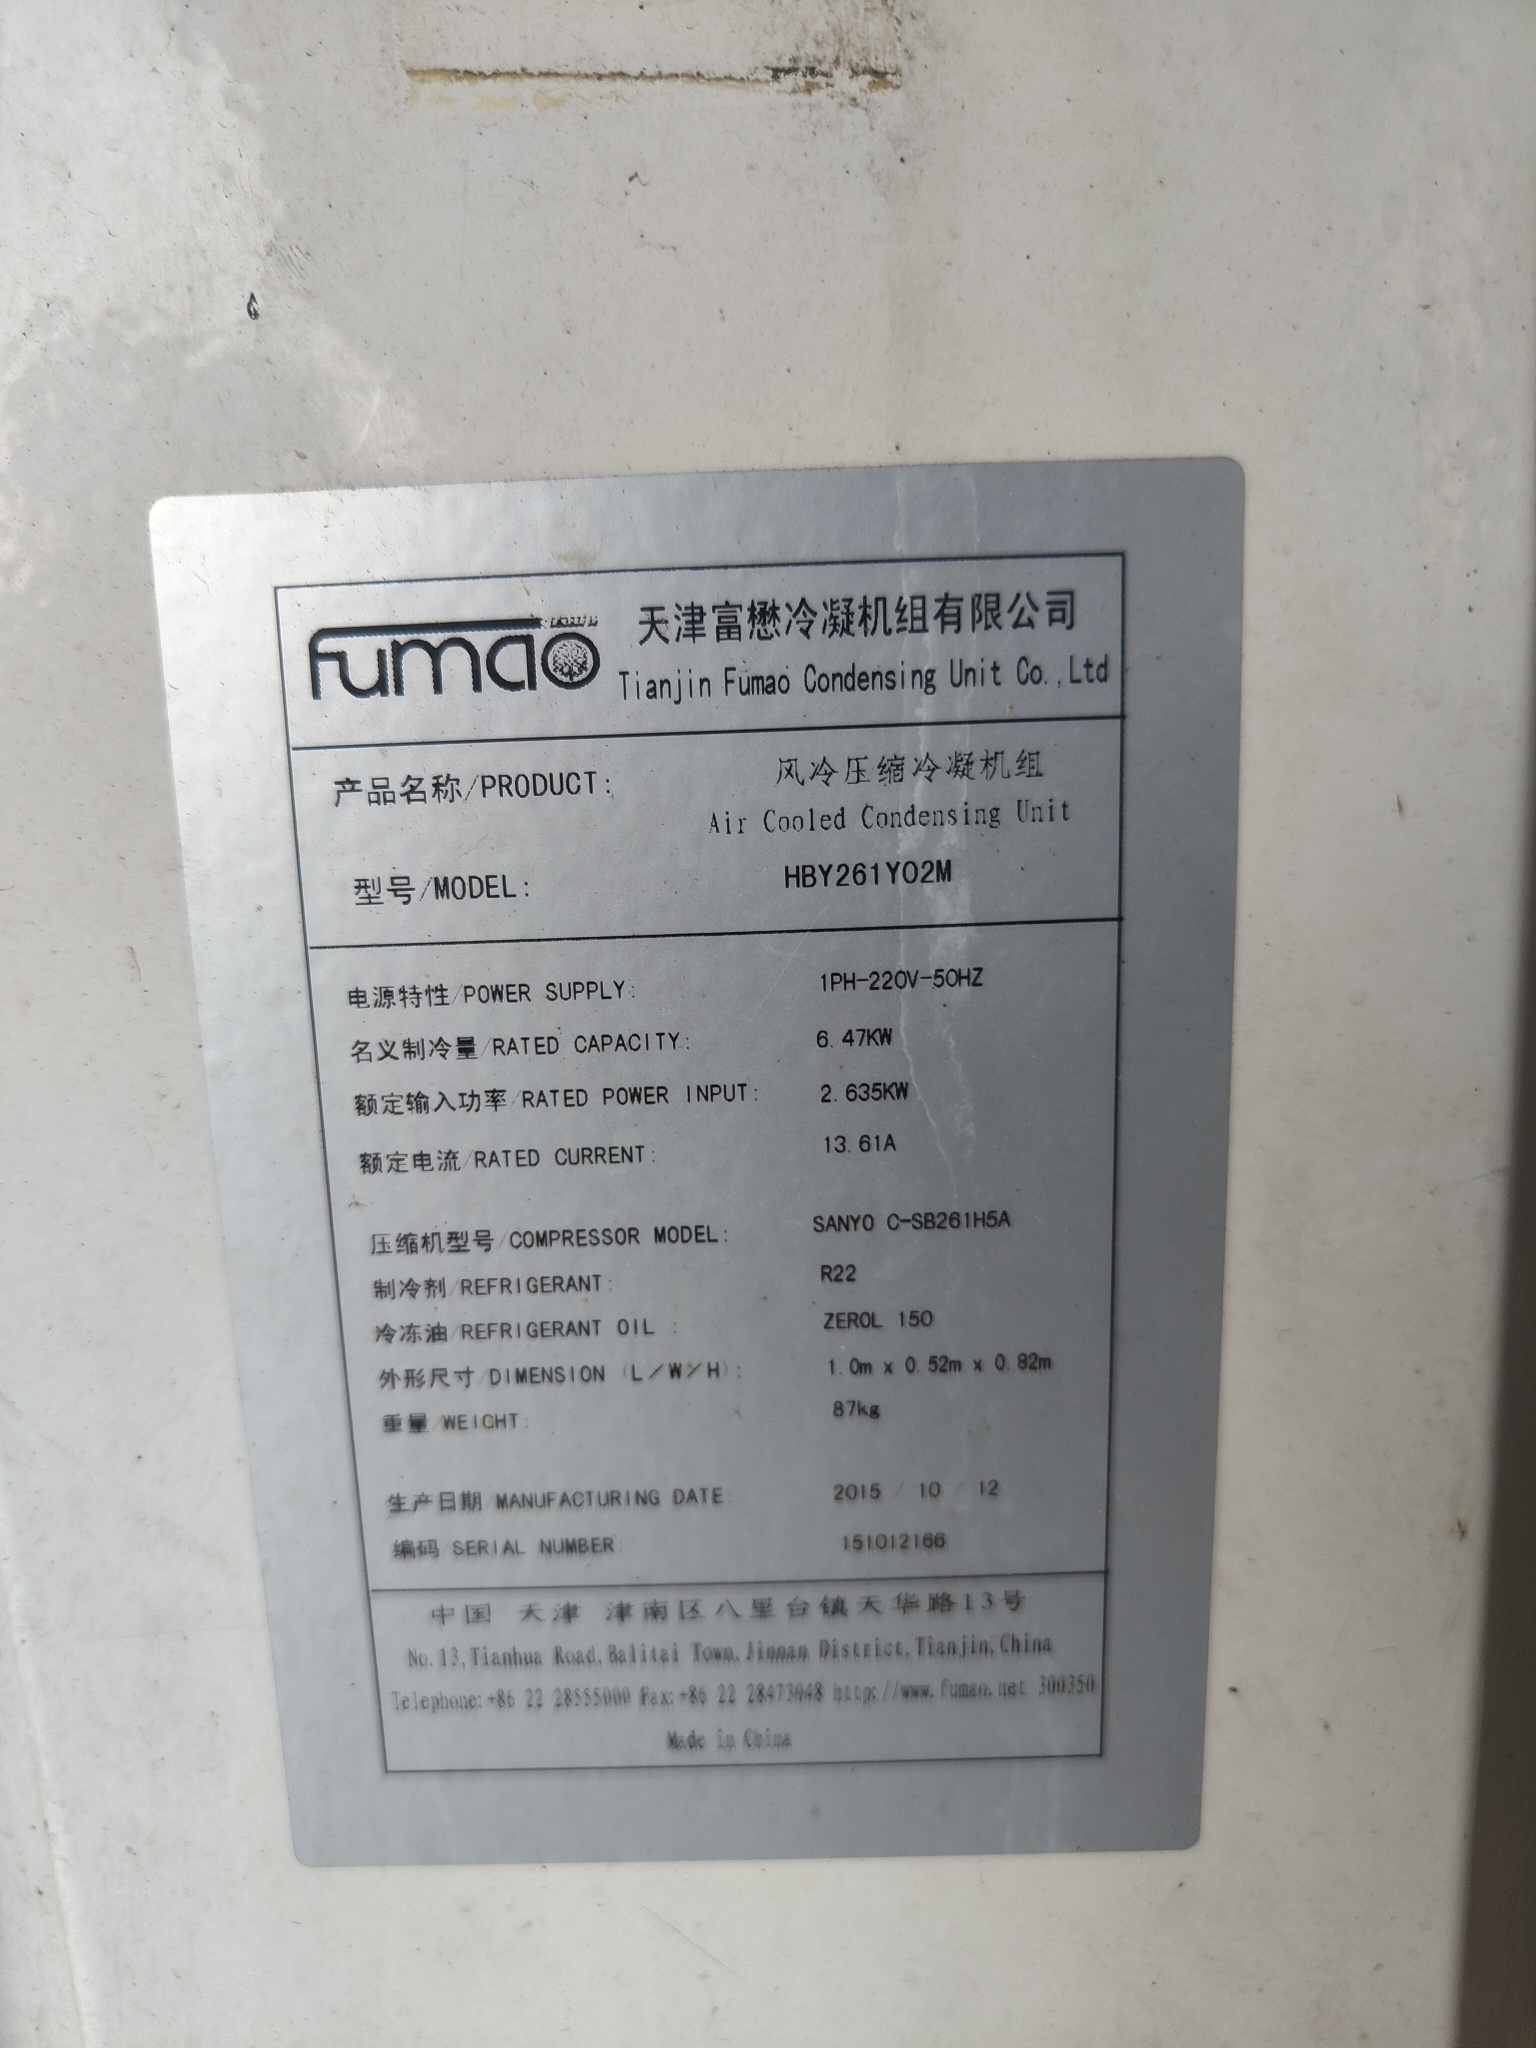 fumao
天津富懋冷凝机组有限公司
Tianjin Fumao Condensing Unit Co.,Ltd
产品名称/PRODUCT: 风冷压缩冷凝机组
Air Cooled Condensing Unit
型号/MODEL: HBY261Y02M
电源特性/POWER SUPPLY: 1PH-220V-50HZ
名义制冷量/RATED CAPACITY: 6.47KW
额定输入功率/RATED POWER INPUT: 2.635KW
额定电流/RATED CURRENT: 13.61A
压缩机型号/COMPRESSOR MODEL: SANYO C-SB261H5A
制冷剂/REFRIGERANT: R22
冷冻油/REFRIGERANT OIL : ZEROL 150
外形尺寸/DIMENSION (L/W/H): 1.0m x 0.52m x 0.82m
重量/WEIGHT: 87kg
生产日期/MANUFACTURING DATE: 2015 / 10 / 12
编码/SERIAL NUMBER: 151012166
中国 天津 津南区八里台镇天华路13号
No.13,Tianhua Road,Balitai Town,Jinnan District,Tianjin,China
Telephone:+86 22 28555000 Fax:+86 22 28473048 http://www.fumao.net 300350
Made in China